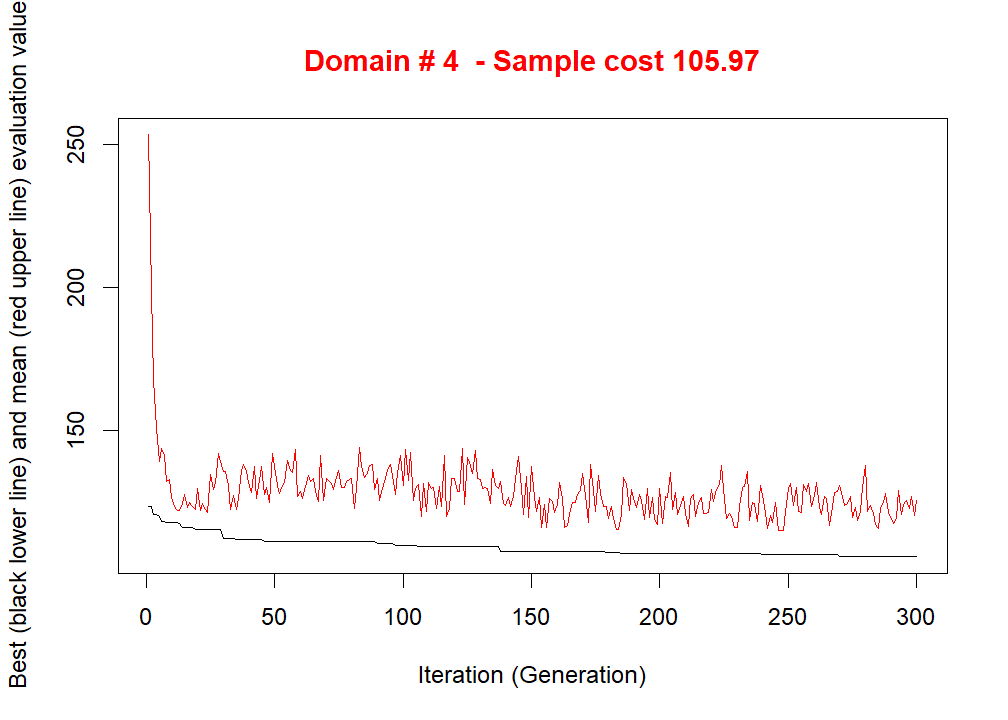 Domain # 4  - Sample cost 105.97
Best (black lower line) and mean (red upper line) evaluation value
250
200
150
0 50 100 150 200 250 300
Iteration (Generation)